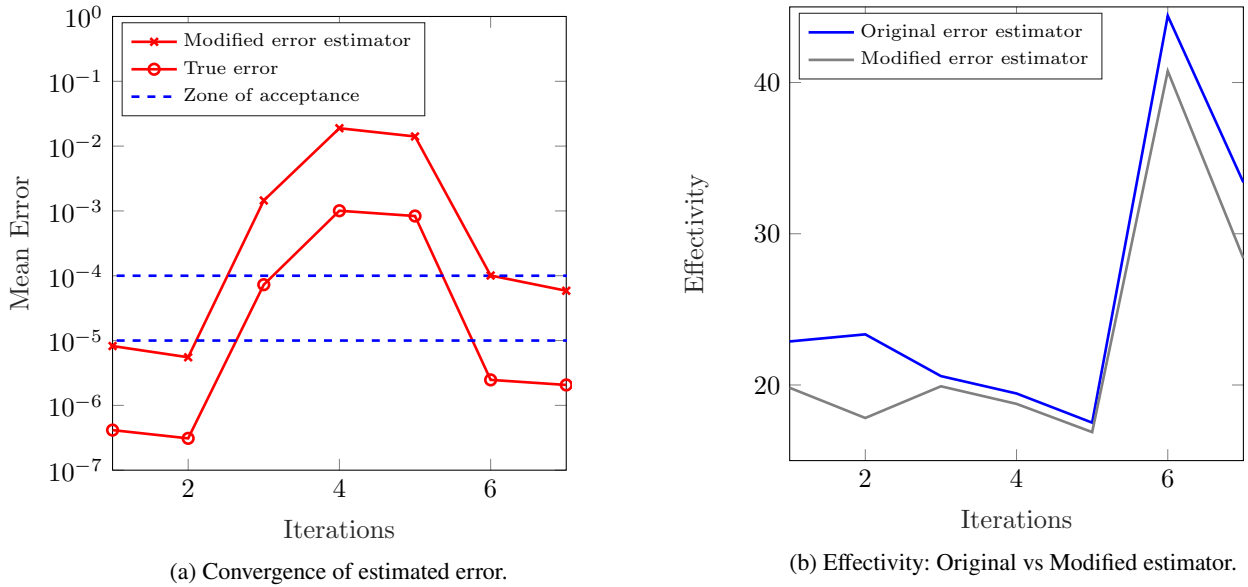 10^0
10^-1
10^-2
10^-3
10^-4
10^-5
10^-6
10^-7
Mean Error
Modified error estimator
True error
Zone of acceptance
2 4 6
Iterations
(a) Convergence of estimated error.
40
30
20
Effectivity
Original error estimator
Modified error estimator
2 4 6
Iterations
(b) Effectivity: Original vs Modified estimator.